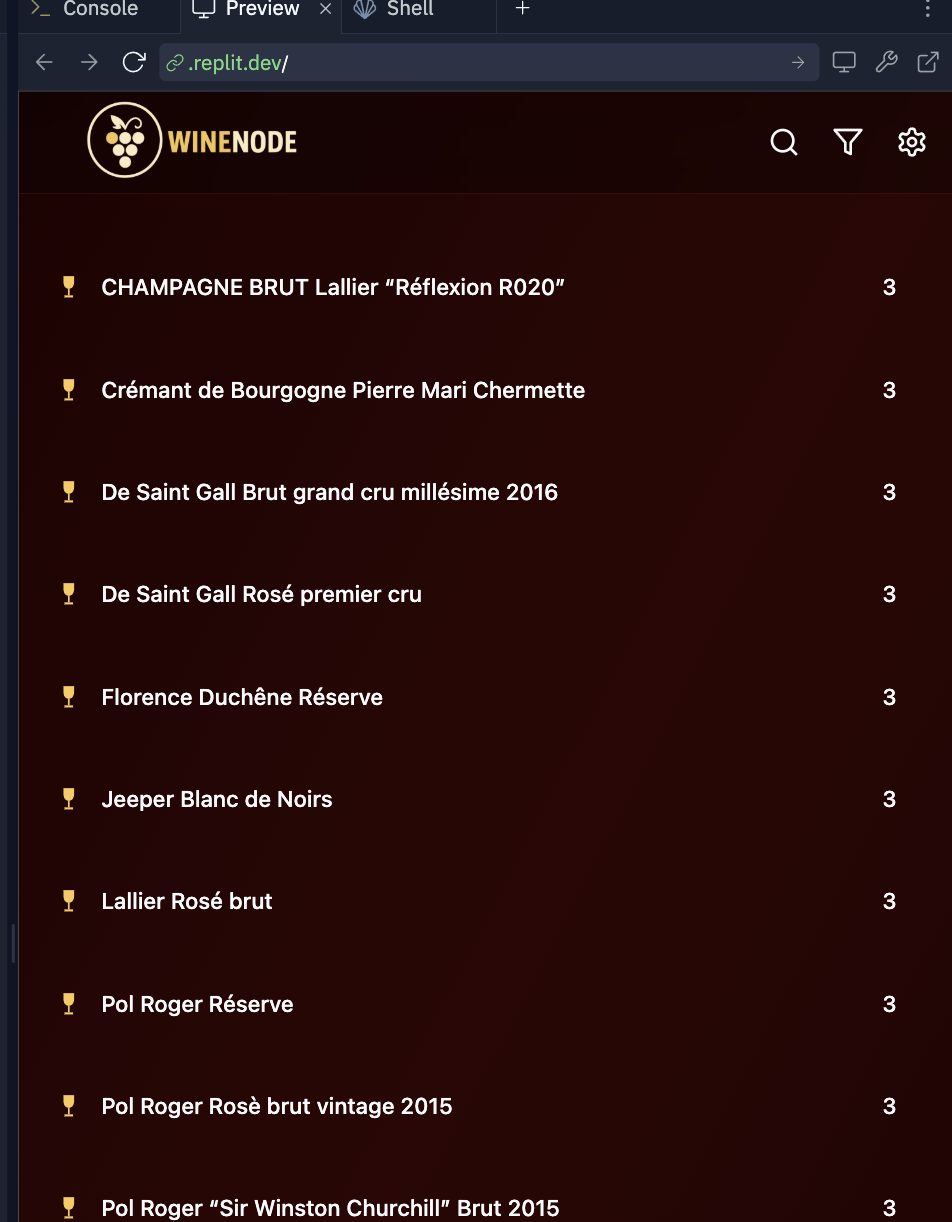 Console
Preview
Shell
.replit.dev/
WINENODE
CHAMPAGNE BRUT Lallier “Réflexion R020” 3
Crémant de Bourgogne Pierre Mari Chermette 3
De Saint Gall Brut grand cru millésime 2016 3
De Saint Gall Rosé premier cru 3
Florence Duchêne Réserve 3
Jeeper Blanc de Noirs 3
Lallier Rosé brut 3
Pol Roger Réserve 3
Pol Roger Rosè brut vintage 2015 3
Pol Roger “Sir Winston Churchill” Brut 2015 3